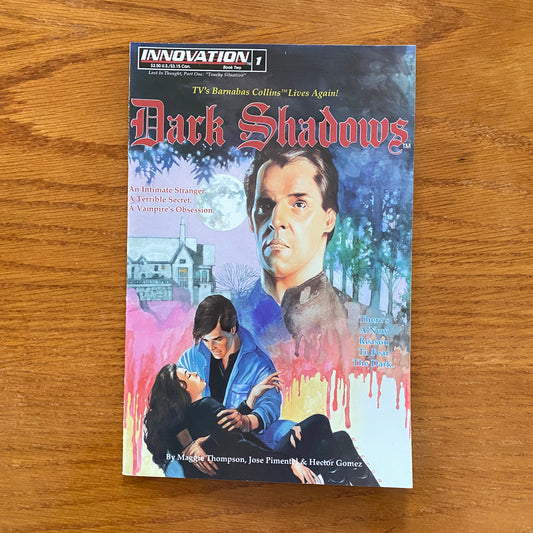 INNOVATION 1
$2.50 U.S./$3.15 Can. Book Two
Lost in Thought, Part One: "Touchy Situation"
TV's Barnabas Collins™ Lives Again!
Dark Shadows™
An Intimate Stranger.
A Terrible Secret.
A Vampire's Obsession.
There's
A New
Reason
To Fear
The Dark.
By Maggie Thompson, Jose Pimentel & Hector Gomez